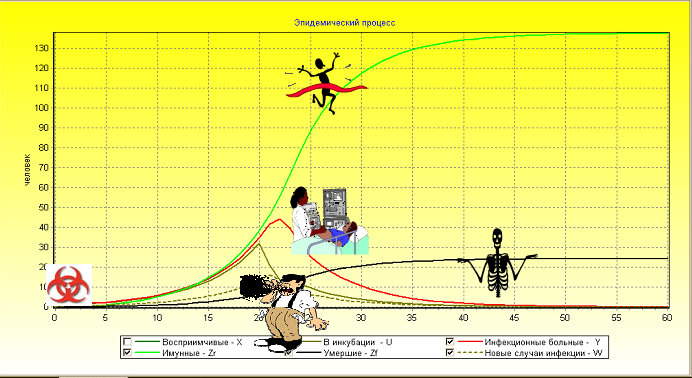 Эпидемический процесс
человек
130
120
110
100
90
80
70
60
50
40
30
20
10
0
0 5 10 15 20 25 30 35 40 45 50 55 60
Восприимчивые - X В инкубации - U Инфекционные больные - Y
Имунные - Zr Умершие - Zf Новые случаи инфекции - W